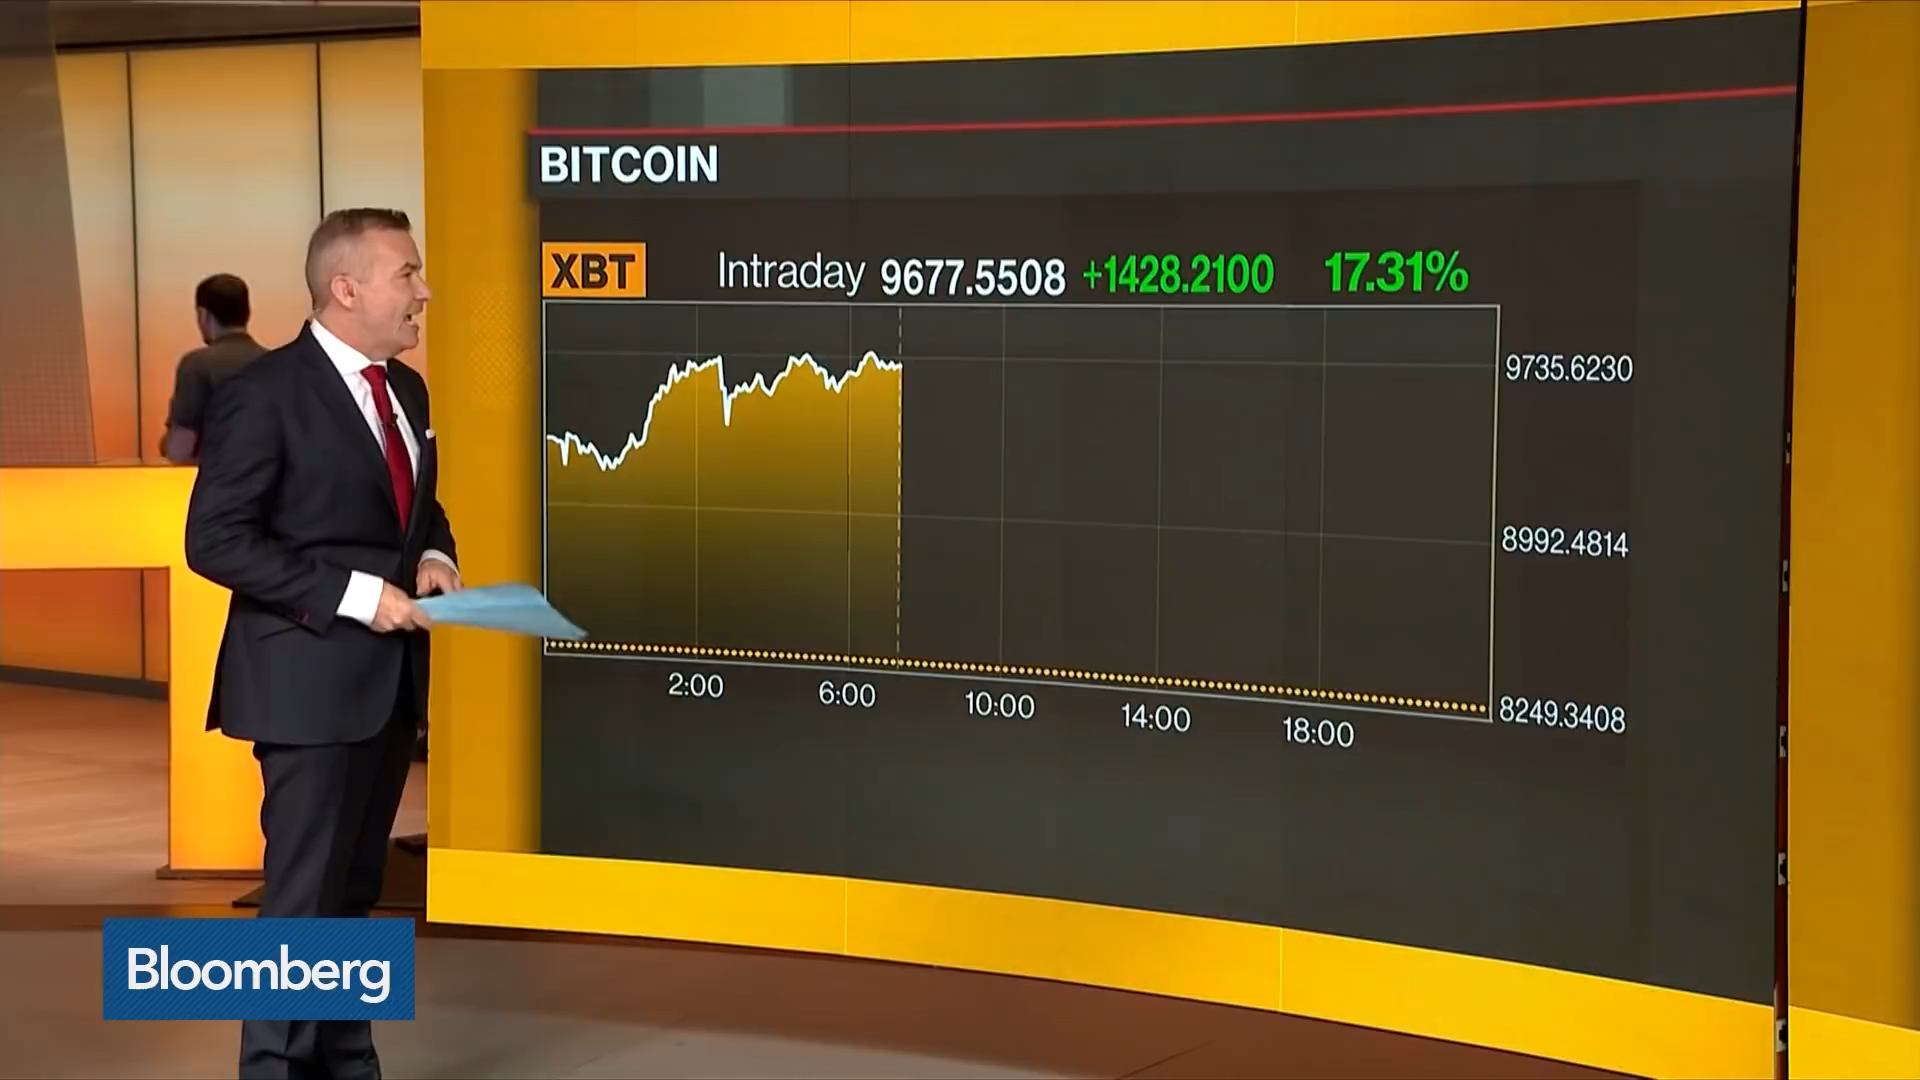 BITCOIN
XBT Intraday 9677.5508 +1428.2100 17.31%
9735.6230
8992.4814
8249.3408
2:00 6:00 10:00 14:00 18:00
Bloomberg